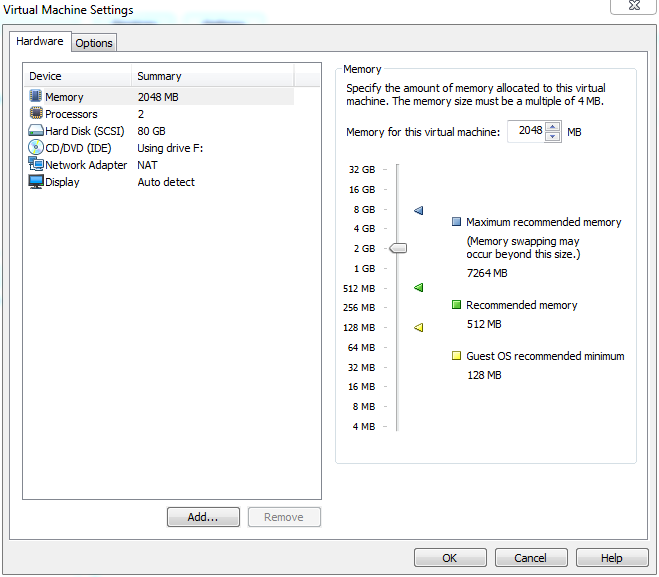 Virtual Machine Settings
Hardware
Options
Device Summary
Memory 2048 MB
Processors 2
Hard Disk (SCSI) 80 GB
CD/DVD (IDE) Using drive F:
Network Adapter NAT
Display Auto detect
Add...
Remove
Memory
Specify the amount of memory allocated to this virtual
machine. The memory size must be a multiple of 4 MB.
Memory for this virtual machine: 2048 MB
32 GB
16 GB
8 GB
4 GB
2 GB
1 GB
512 MB
256 MB
128 MB
64 MB
32 MB
16 MB
8 MB
4 MB
Maximum recommended memory
(Memory swapping may
occur beyond this size.)
7264 MB
Recommended memory
512 MB
Guest OS recommended minimum
128 MB
OK
Cancel
Help